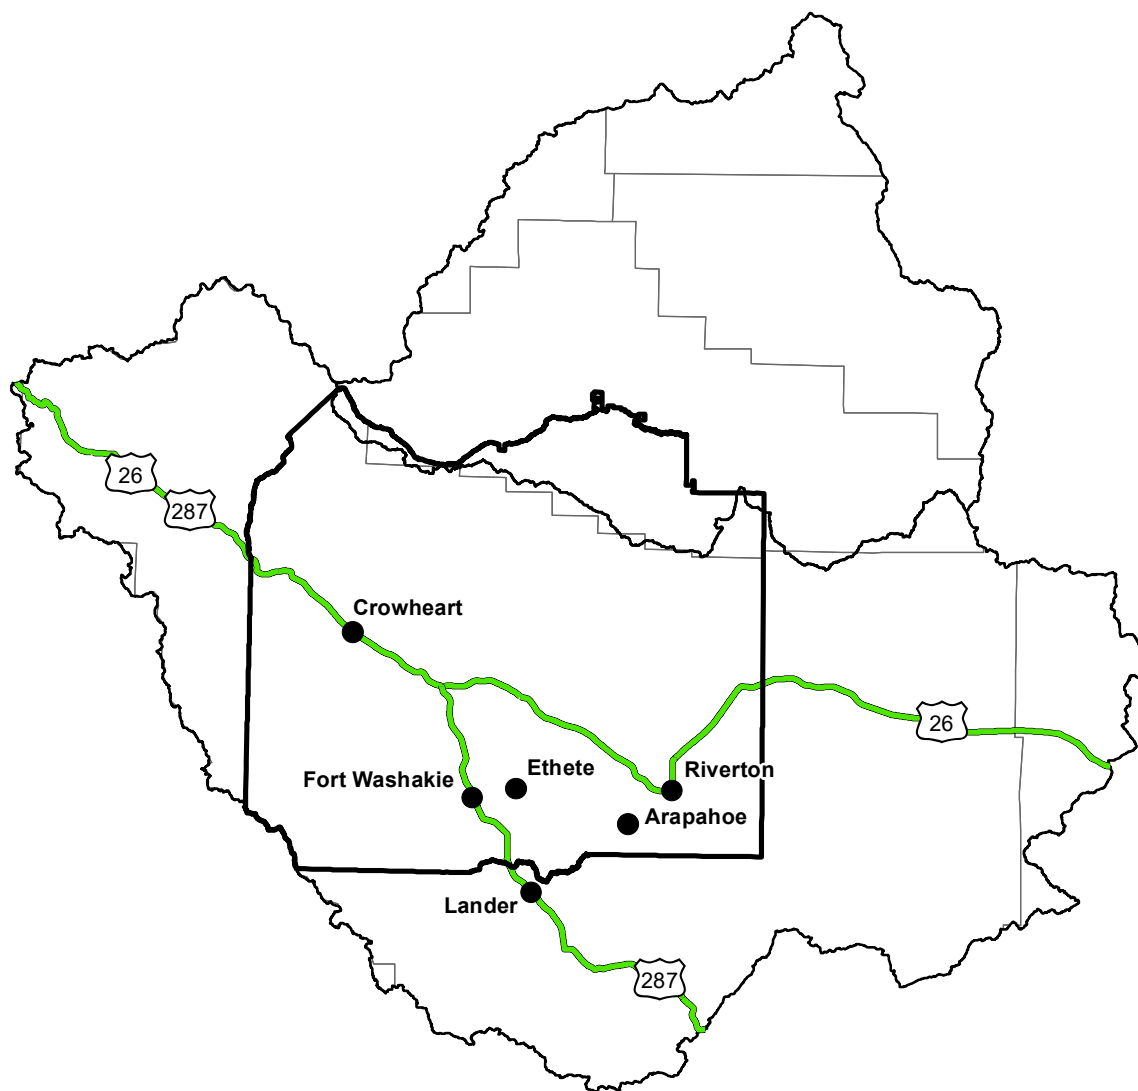 26
287
Crowheart
26
Ethete
Fort Washakie
Riverton
Arapahoe
Lander
287